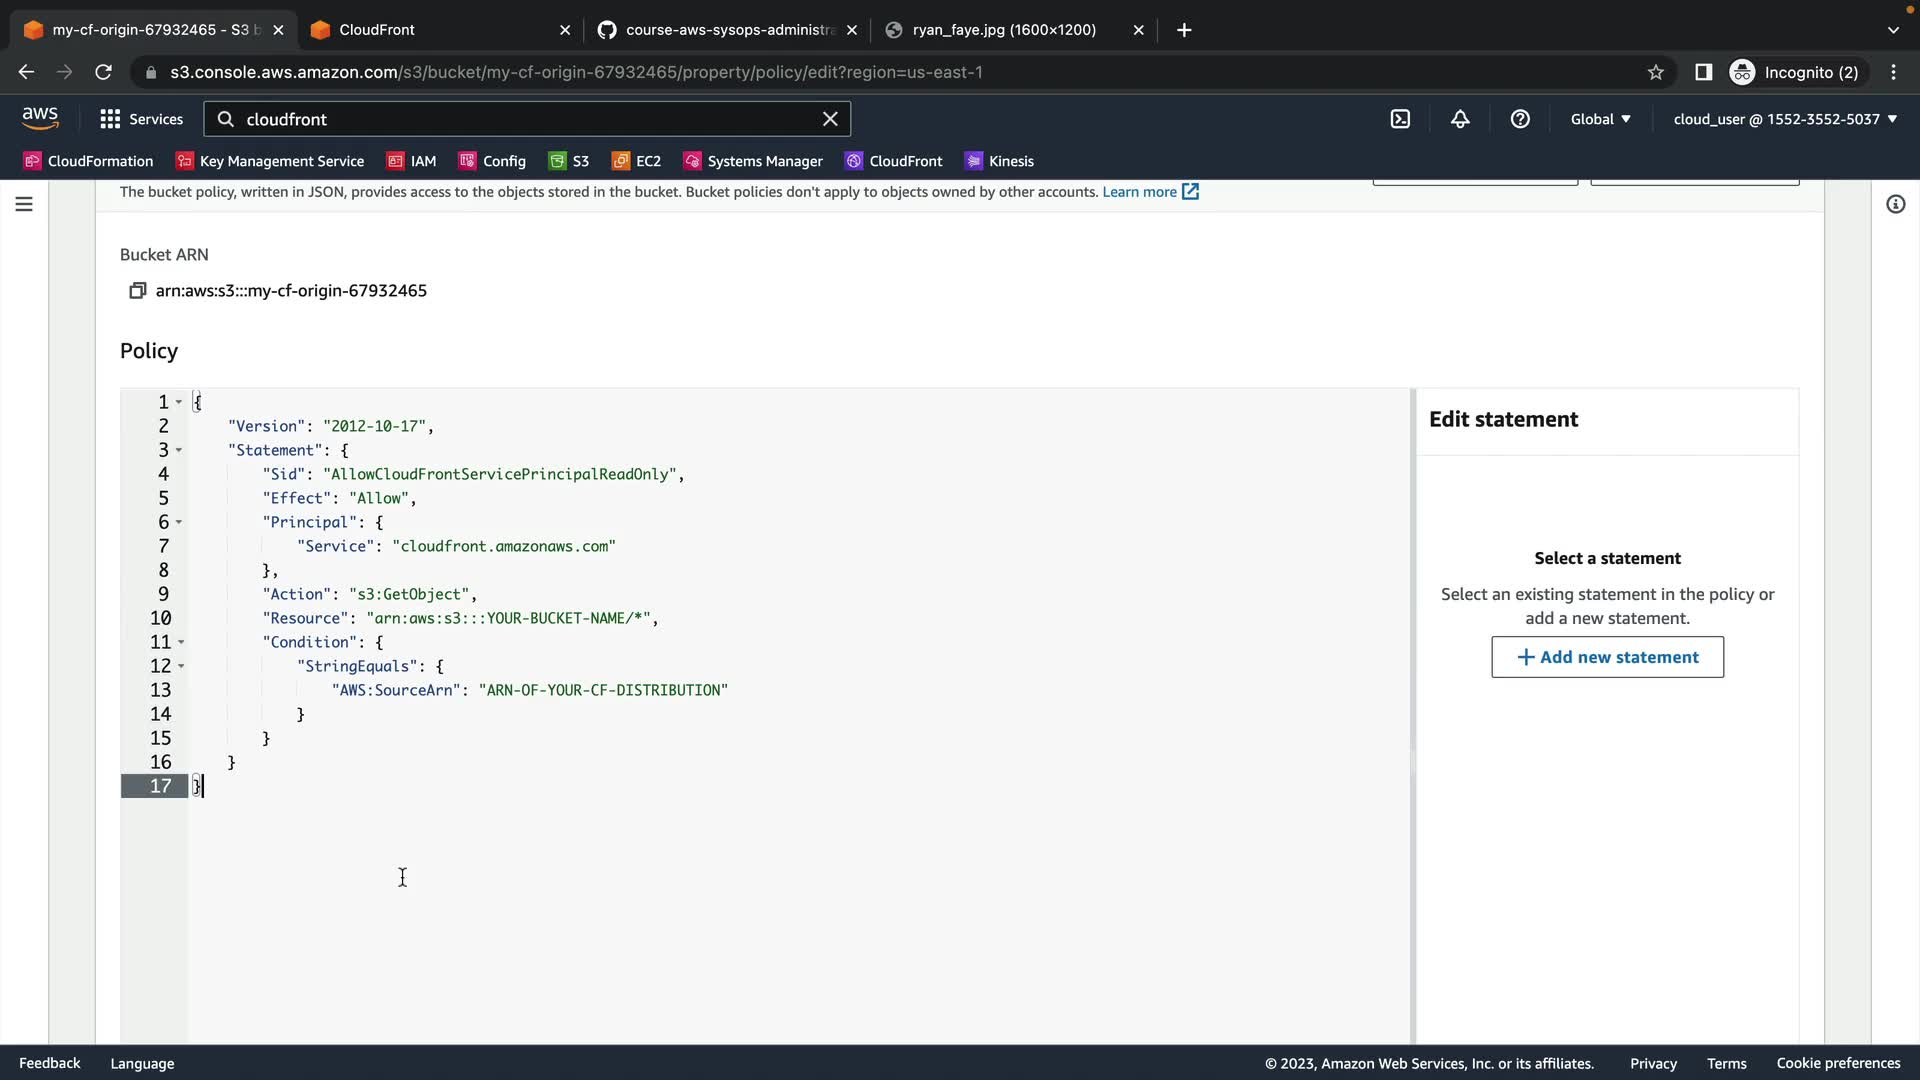 my-cf-origin-67932465 - S3 b
CloudFront
course-aws-sysops-administra
ryan_faye.jpg (1600×1200)
s3.console.aws.amazon.com/s3/bucket/my-cf-origin-67932465/property/policy/edit?region=us-east-1
Incognito (2)
aws
Services
cloudfront
Global
cloud_user @ 1552-3552-5037
CloudFormation
Key Management Service
IAM
Config
S3
EC2
Systems Manager
CloudFront
Kinesis
The bucket policy, written in JSON, provides access to the objects stored in the bucket. Bucket policies don't apply to objects owned by other accounts. Learn more
Bucket ARN
arn:aws:s3:::my-cf-origin-67932465
Policy
1 {
2 "Version": "2012-10-17",
3 "Statement": {
4 "Sid": "AllowCloudFrontServicePrincipalReadOnly",
5 "Effect": "Allow",
6 "Principal": {
7 "Service": "cloudfront.amazonaws.com"
8 },
9 "Action": "s3:GetObject",
10 "Resource": "arn:aws:s3:::YOUR-BUCKET-NAME/*",
11 "Condition": {
12 "StringEquals": {
13 "AWS:SourceArn": "ARN-OF-YOUR-CF-DISTRIBUTION"
14 }
15 }
16 }
17 }
Edit statement
Select a statement
Select an existing statement in the policy or
add a new statement.
+ Add new statement
Feedback
Language
© 2023, Amazon Web Services, Inc. or its affiliates.
Privacy
Terms
Cookie preferences